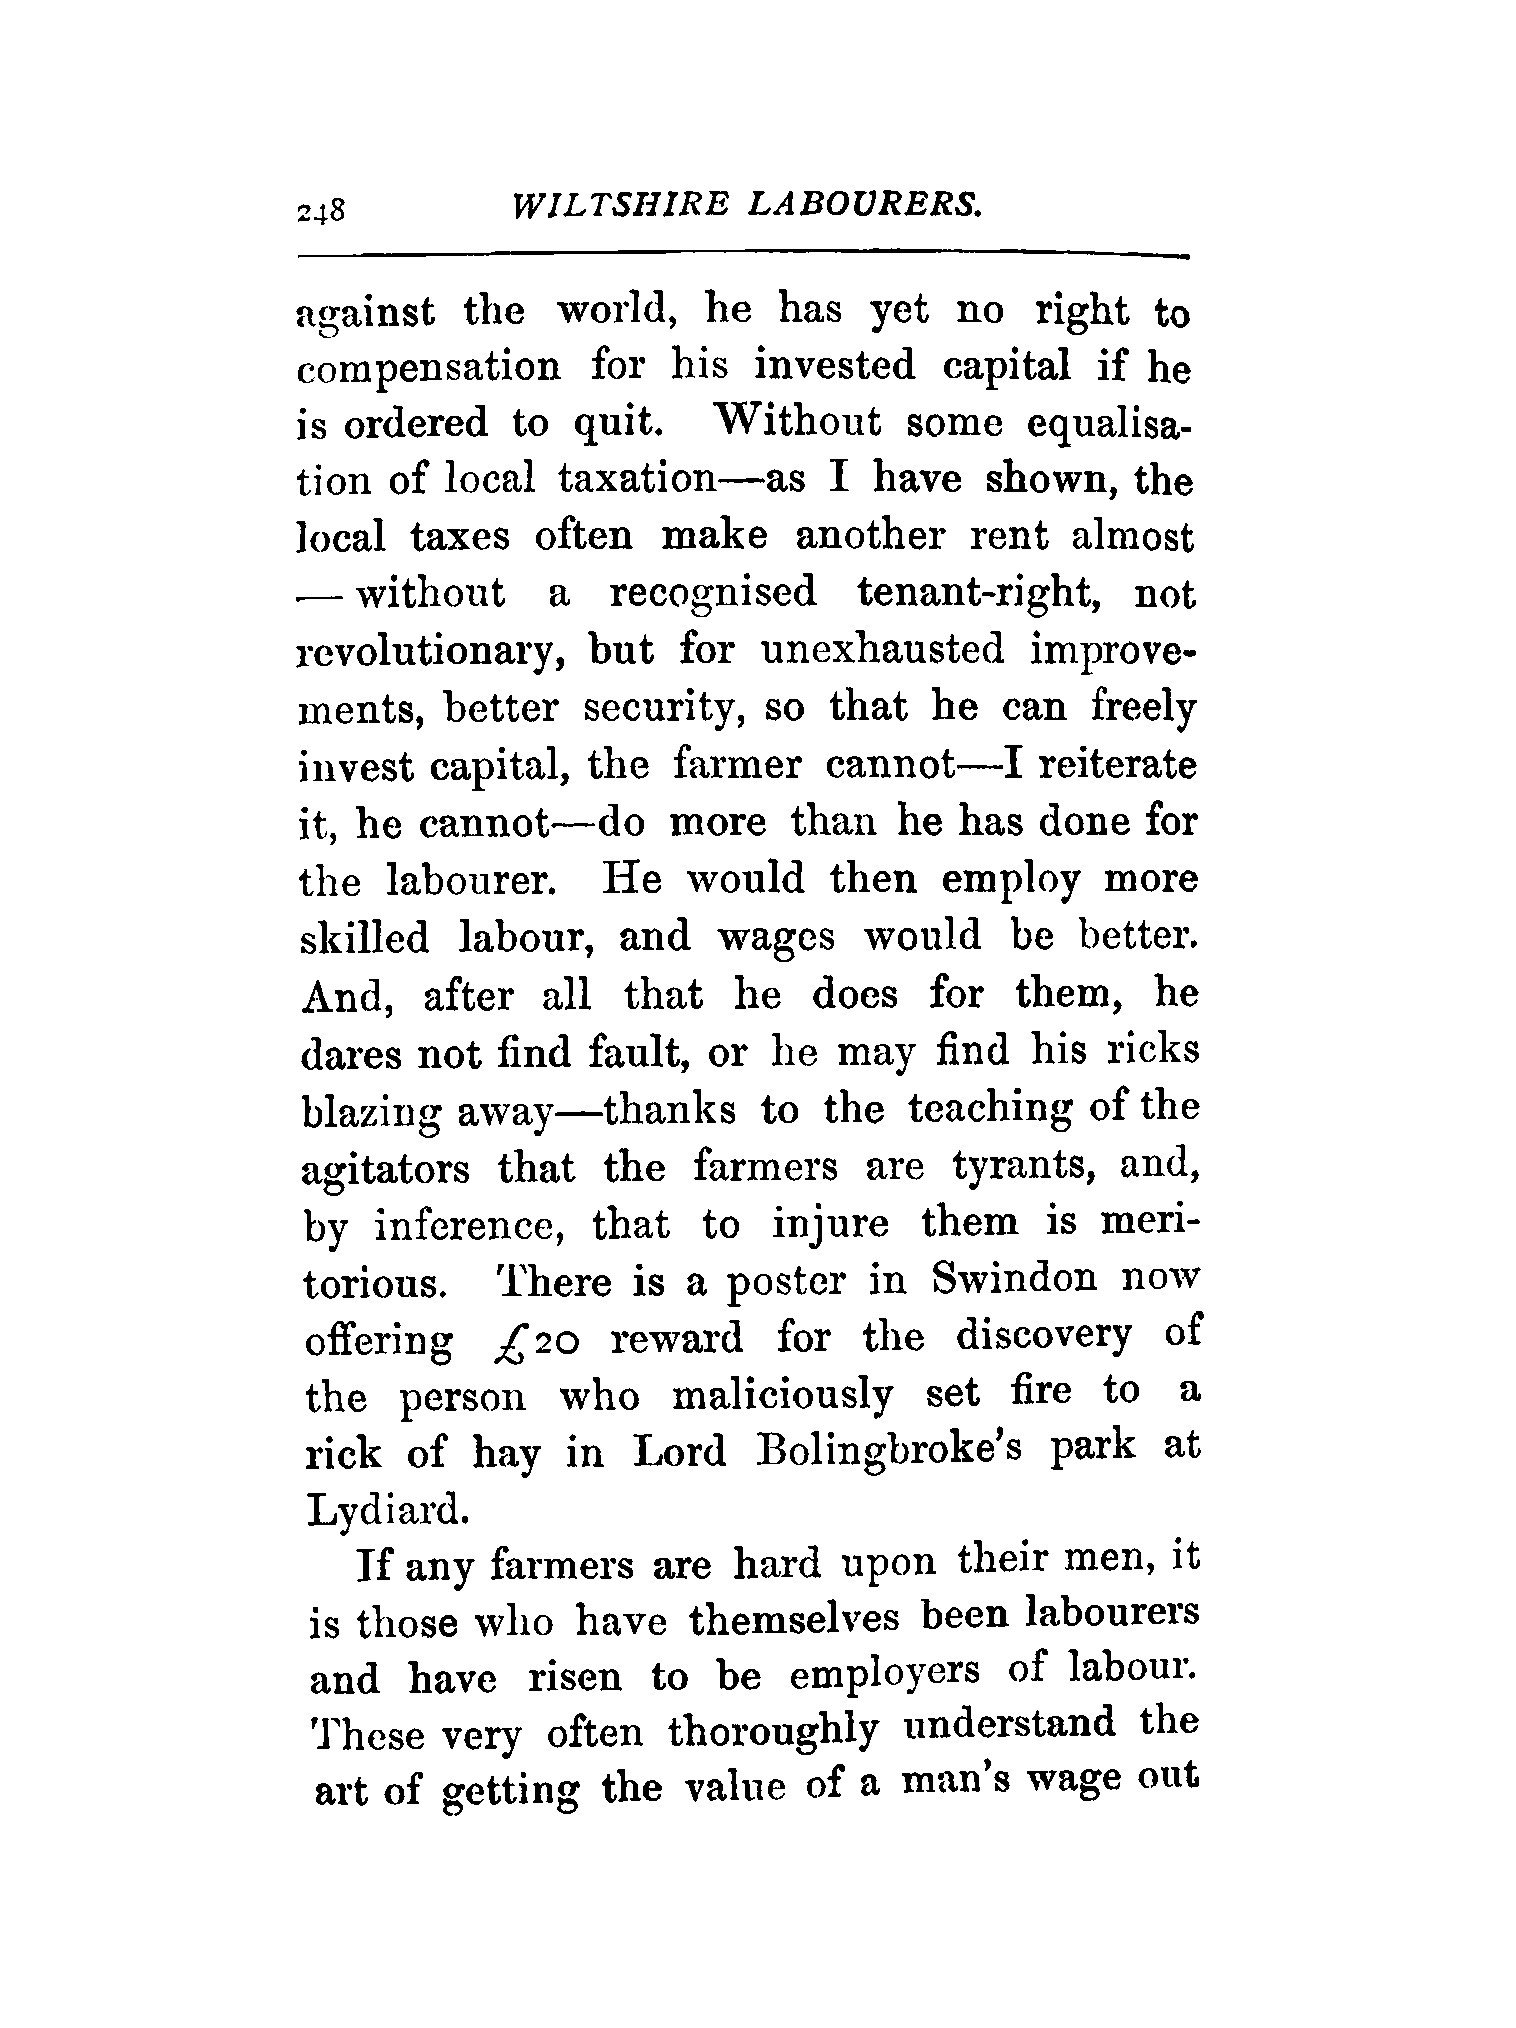 248 WILTSHIRE LABOURERS.
against the world, he has yet no right to
compensation for his invested capital if he
is ordered to quit. Without some equalisa-
tion of local taxation—as I have shown, the
local taxes often make another rent almost
— without a recognised tenant-right, not
revolutionary, but for unexhausted improve-
ments, better security, so that he can freely
invest capital, the farmer cannot—I reiterate
it, he cannot—do more than he has done for
the labourer. He would then employ more
skilled labour, and wages would be better.
And, after all that he does for them, he
dares not find fault, or he may find his ricks
blazing away—thanks to the teaching of the
agitators that the farmers are tyrants, and,
by inference, that to injure them is meri-
torious. There is a poster in Swindon now
offering £20 reward for the discovery of
the person who maliciously set fire to a
rick of hay in Lord Bolingbroke's park at
Lydiard.
If any farmers are hard upon their men, it
is those who have themselves been labourers
and have risen to be employers of labour.
These very often thoroughly understand the
art of getting the value of a man's wage out